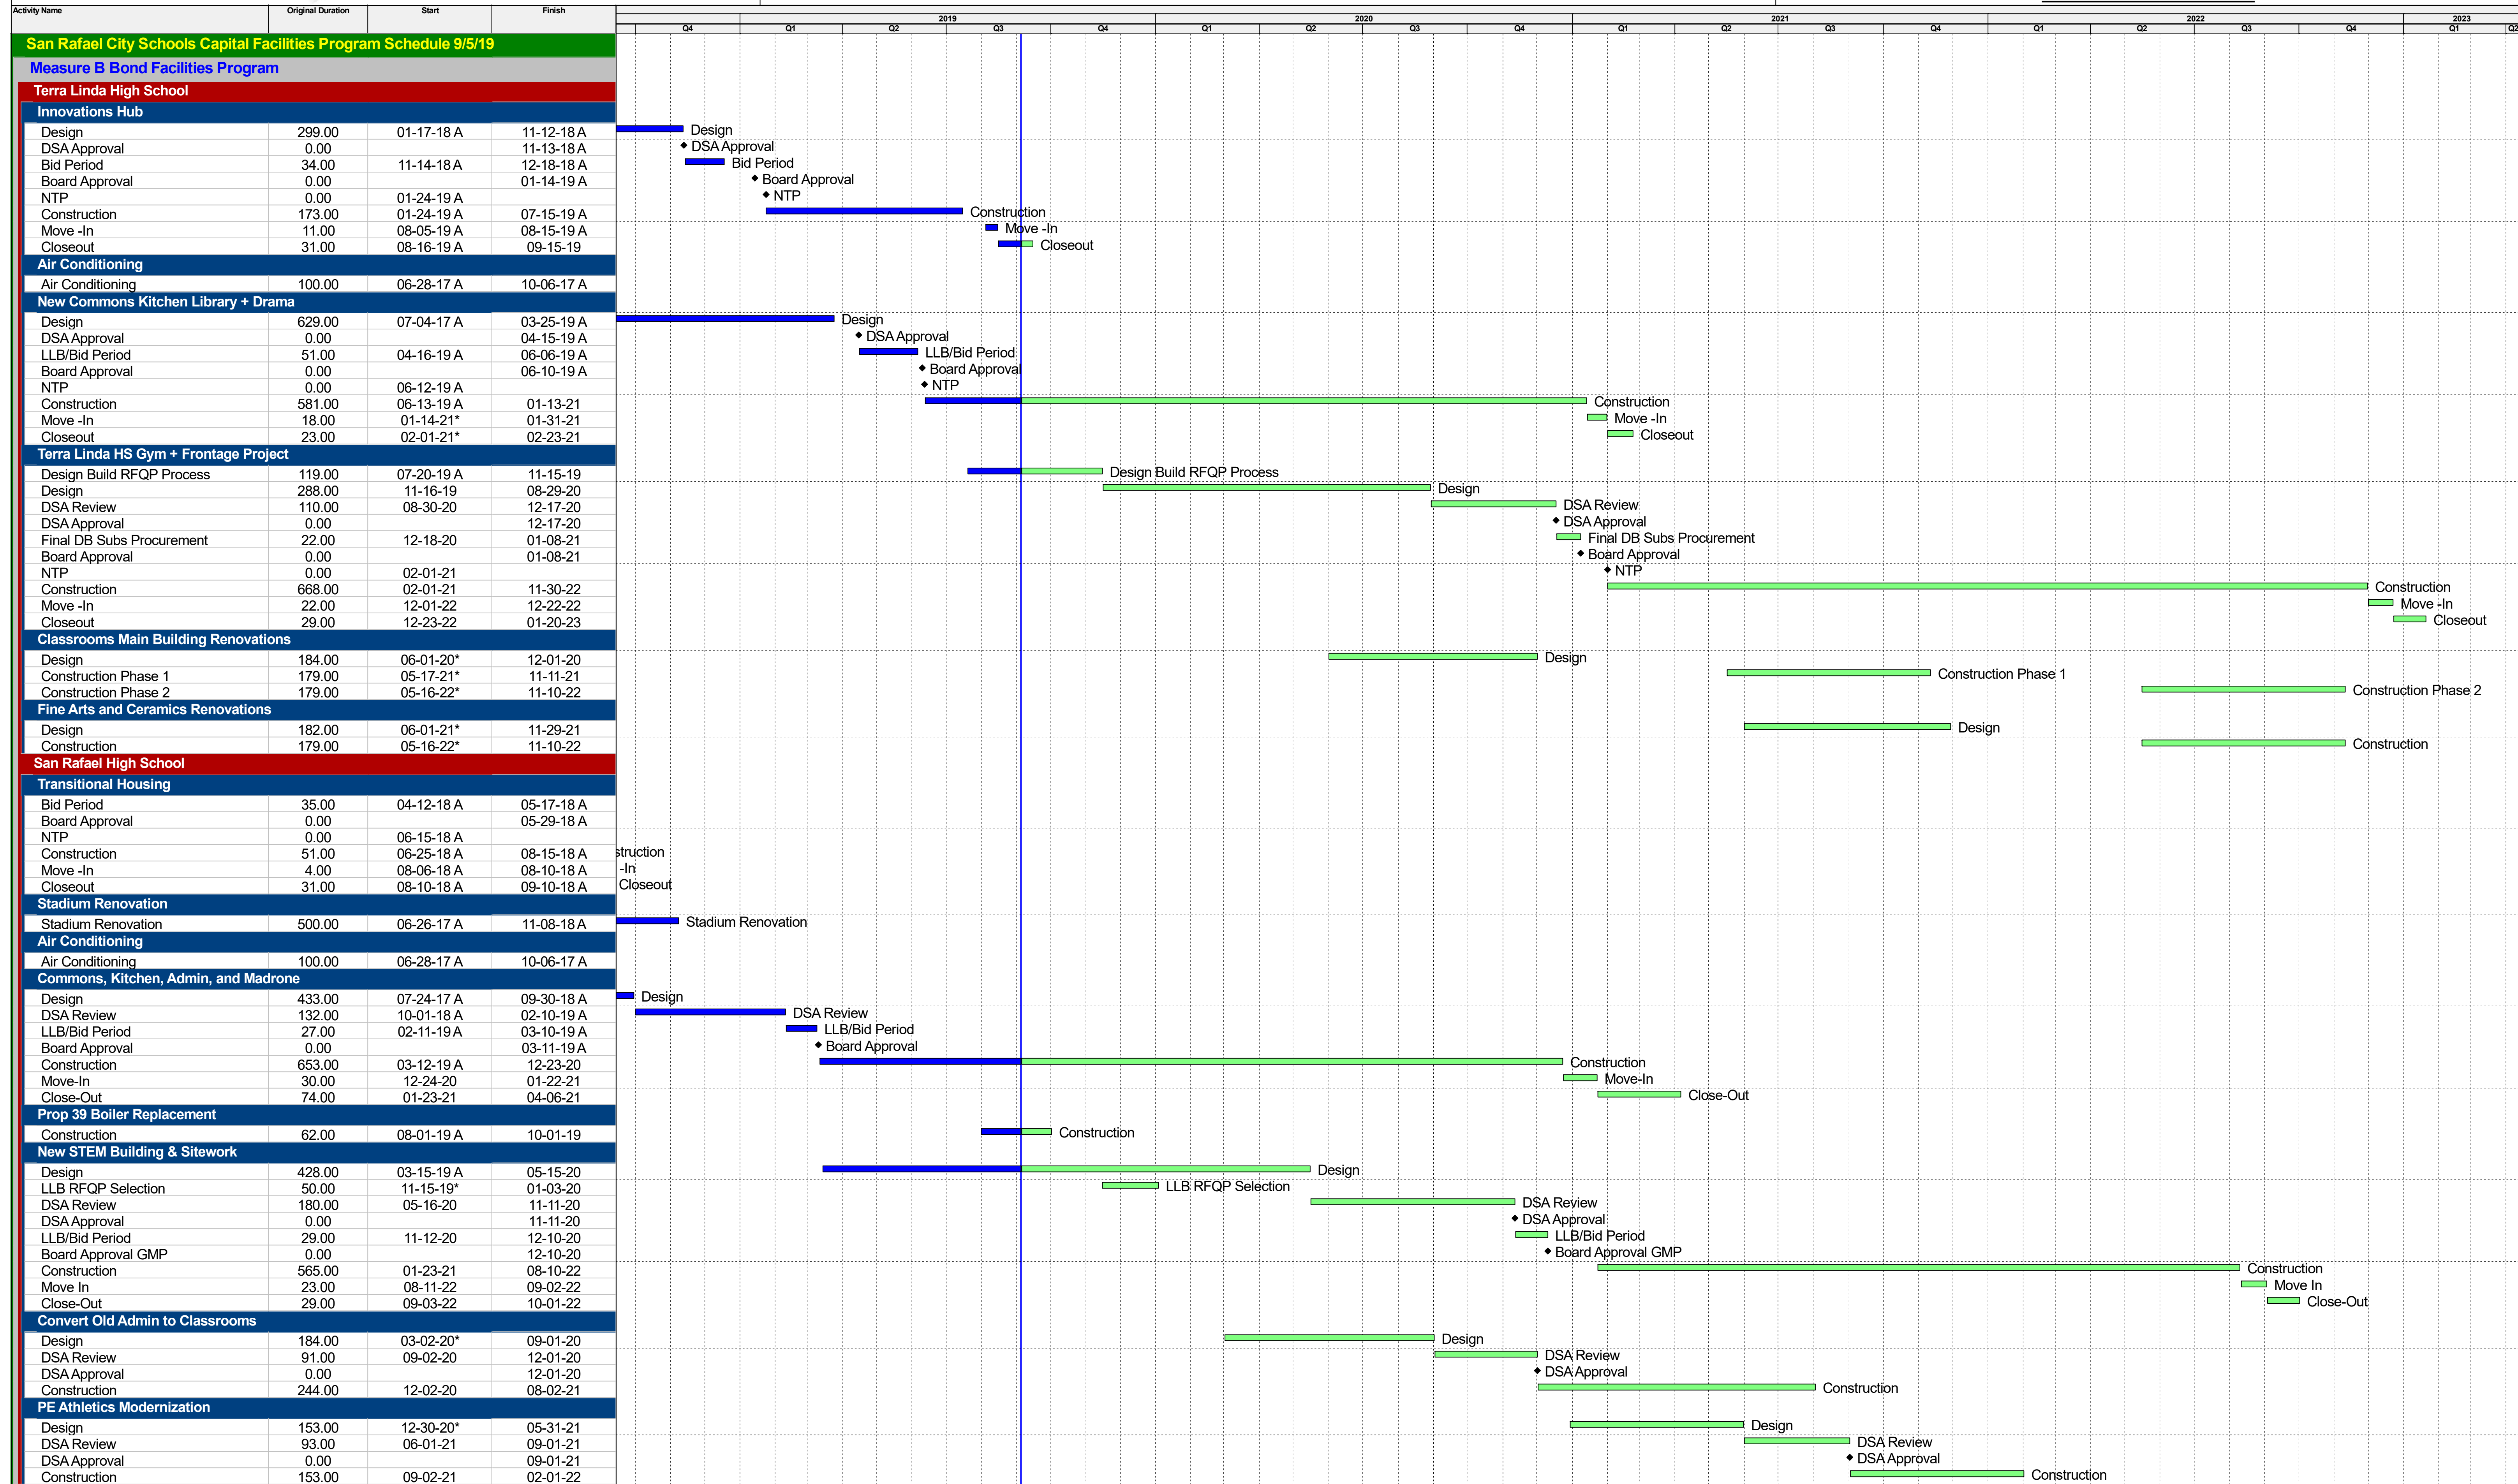 Activity Name Original Duration Start Finish
2019 2020 2021 2022 2023
Q4 Q1 Q2 Q3 Q4 Q1 Q2 Q3 Q4 Q1 Q2 Q3 Q4 Q1 Q2 Q3 Q4 Q1 Q2
San Rafael City Schools Capital Facilities Program Schedule 9/5/19
Measure B Bond Facilities Program
Terra Linda High School
Innovations Hub
Design 299.00 01-17-18 A 11-12-18 A Design
DSA Approval 0.00 11-13-18 A DSA Approval
Bid Period 34.00 11-14-18 A 12-18-18 A Bid Period
Board Approval 0.00 01-14-19 A Board Approval
NTP 0.00 01-24-19 A NTP
Construction 173.00 01-24-19 A 07-15-19 A Construction
Move -In 11.00 08-05-19 A 08-15-19 A Move -In
Closeout 31.00 08-16-19 A 09-15-19 Closeout
Air Conditioning
Air Conditioning 100.00 06-28-17 A 10-06-17 A
New Commons Kitchen Library + Drama
Design 629.00 07-04-17 A 03-25-19 A Design
DSA Approval 0.00 04-15-19 A DSA Approval
LLB/Bid Period 51.00 04-16-19 A 06-06-19 A LLB/Bid Period
Board Approval 0.00 06-10-19 A Board Approval
NTP 0.00 06-12-19 A NTP
Construction 581.00 06-13-19 A 01-13-21 Construction
Move -In 18.00 01-14-21* 01-31-21 Move -In
Closeout 23.00 02-01-21* 02-23-21 Closeout
Terra Linda HS Gym + Frontage Project
Design Build RFQP Process 119.00 07-20-19 A 11-15-19 Design Build RFQP Process
Design 288.00 11-16-19 08-29-20 Design
DSA Review 110.00 08-30-20 12-17-20 DSA Review
DSA Approval 0.00 12-17-20 DSA Approval
Final DB Subs Procurement 22.00 12-18-20 01-08-21 Final DB Subs Procurement
Board Approval 0.00 01-08-21 Board Approval
NTP 0.00 02-01-21 NTP
Construction 668.00 02-01-21 11-30-22 Construction
Move -In 22.00 12-01-22 12-22-22 Move -In
Closeout 29.00 12-23-22 01-20-23 Closeout
Classrooms Main Building Renovations
Design 184.00 06-01-20* 12-01-20 Design
Construction Phase 1 179.00 05-17-21* 11-11-21 Construction Phase 1
Construction Phase 2 179.00 05-16-22* 11-10-22 Construction Phase 2
Fine Arts and Ceramics Renovations
Design 182.00 06-01-21* 11-29-21 Design
Construction 179.00 05-16-22* 11-10-22 Construction
San Rafael High School
Transitional Housing
Bid Period 35.00 04-12-18 A 05-17-18 A
Board Approval 0.00 05-29-18 A
NTP 0.00 06-15-18 A
Construction 51.00 06-25-18 A 08-15-18 A struction
Move -In 4.00 08-06-18 A 08-10-18 A -In
Closeout 31.00 08-10-18 A 09-10-18 A Closeout
Stadium Renovation
Stadium Renovation 500.00 06-26-17 A 11-08-18 A Stadium Renovation
Air Conditioning
Air Conditioning 100.00 06-28-17 A 10-06-17 A
Commons, Kitchen, Admin, and Madrone
Design 433.00 07-24-17 A 09-30-18 A Design
DSA Review 132.00 10-01-18 A 02-10-19 A DSA Review
LLB/Bid Period 27.00 02-11-19 A 03-10-19 A LLB/Bid Period
Board Approval 0.00 03-11-19 A Board Approval
Construction 653.00 03-12-19 A 12-23-20 Construction
Move-In 30.00 12-24-20 01-22-21 Move-In
Close-Out 74.00 01-23-21 04-06-21 Close-Out
Prop 39 Boiler Replacement
Construction 62.00 08-01-19 A 10-01-19 Construction
New STEM Building & Sitework
Design 428.00 03-15-19 A 05-15-20 Design
LLB RFQP Selection 50.00 11-15-19* 01-03-20 LLB RFQP Selection
DSA Review 180.00 05-16-20 11-11-20 DSA Review
DSA Approval 0.00 11-11-20 DSA Approval
LLB/Bid Period 29.00 11-12-20 12-10-20 LLB/Bid Period
Board Approval GMP 0.00 12-10-20 Board Approval GMP
Construction 565.00 01-23-21 08-10-22 Construction
Move In 23.00 08-11-22 09-02-22 Move In
Close-Out 29.00 09-03-22 10-01-22 Close-Out
Convert Old Admin to Classrooms
Design 184.00 03-02-20* 09-01-20 Design
DSA Review 91.00 09-02-20 12-01-20 DSA Review
DSA Approval 0.00 12-01-20 DSA Approval
Construction 244.00 12-02-20 08-02-21 Construction
PE Athletics Modernization
Design 153.00 12-30-20* 05-31-21 Design
DSA Review 93.00 06-01-21 09-01-21 DSA Review
DSA Approval 0.00 09-01-21 DSA Approval
Construction 153.00 09-02-21 02-01-22 Construction